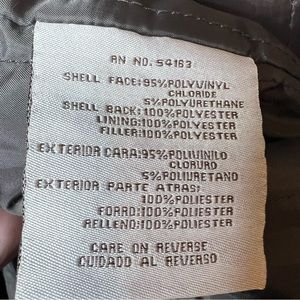 RN NO. 54163
SHELL FACE:95%POLYVINYL
CHLORIDE
5%POLYURETHANE
SHELL BACK:100%POLYESTER
LINING:100%POLYESTER
FILLER:100%POLYESTER
EXTERIOR CARA:95%POLIVINILO
CLORURO
5%POLIURETANO
EXTERIOR PARTE ATRAS:
100%POLIESTER
FORRO:100%POLIESTER
RELLENO:100%POLIESTER
CARE ON REVERSE
CUIDADO AL REVERSO